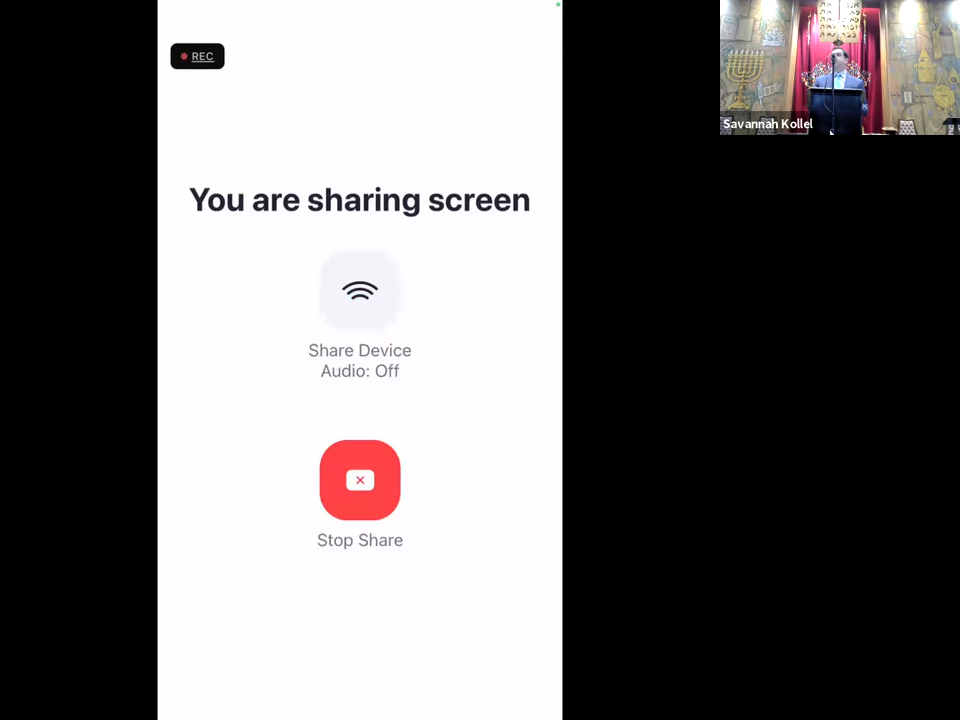 REC
You are sharing screen
Share Device
Audio: Off
Stop Share
Savannah Kollel